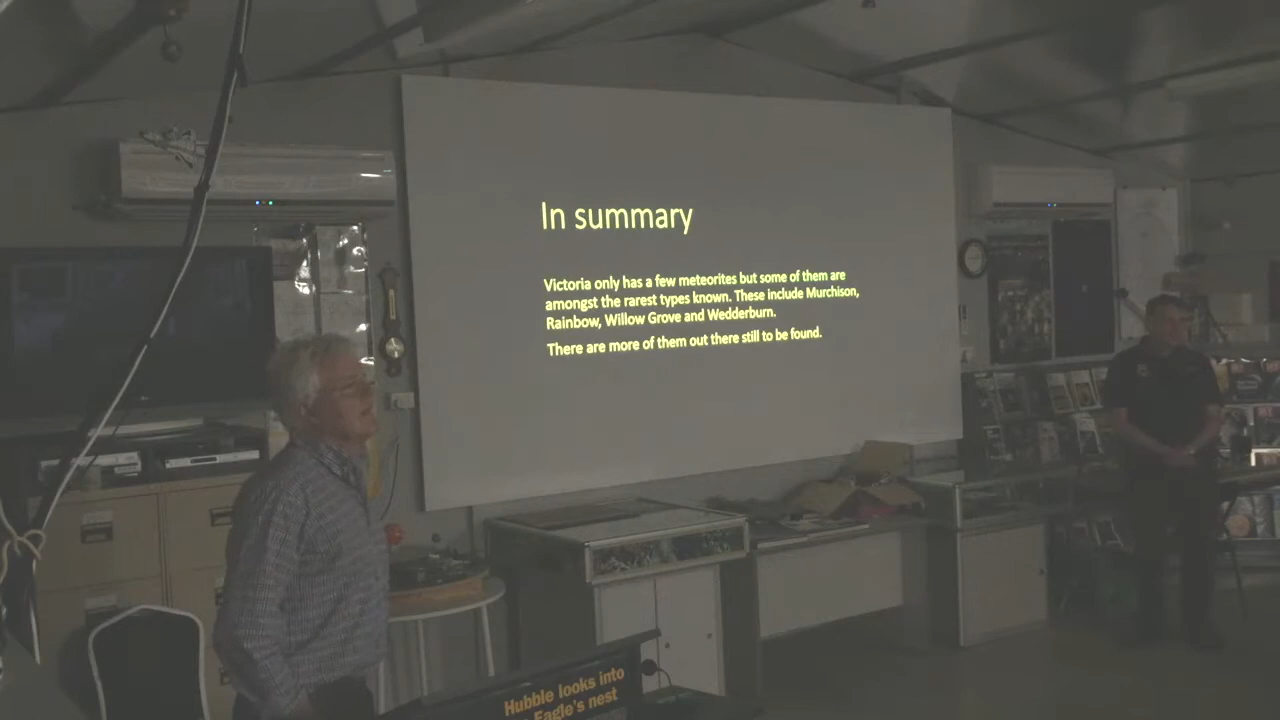 In summary
Victoria only has a few meteorites but some of them are
amongst the rarest types known. These include Murchison,
Rainbow, Willow Grove and Wedderburn.
There are more of them out there still to be found.
Hubble looks into
Eagle's nest